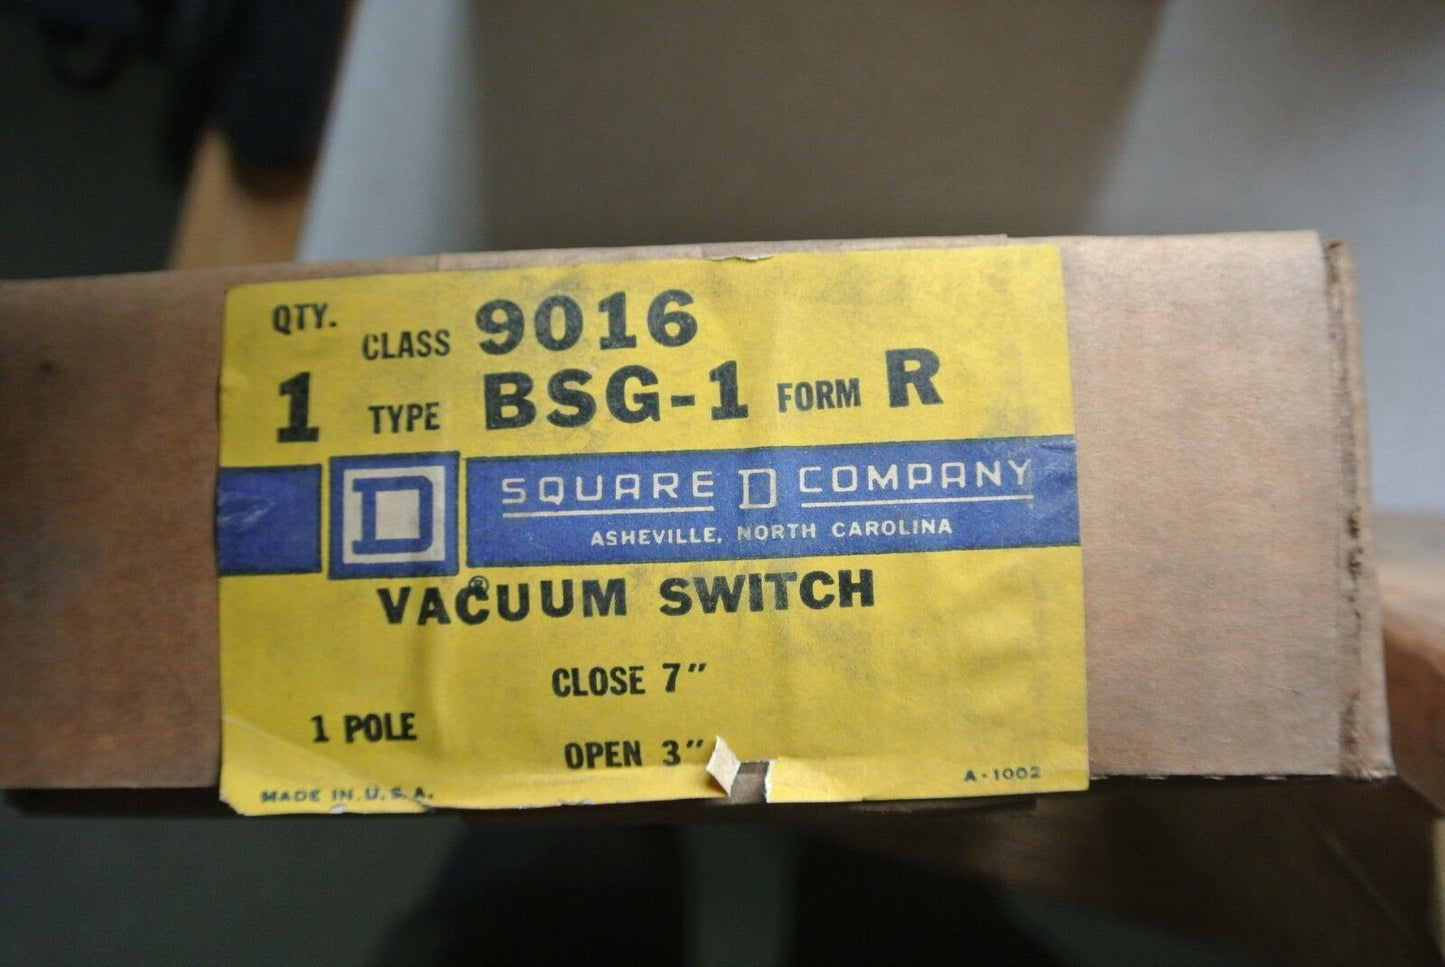 QTY. CLASS 9016
1 TYPE BSG-1 FORM R
D SQUARE D COMPANY
ASHEVILLE, NORTH CAROLINA
®
VACUUM SWITCH
CLOSE 7"
1 POLE
OPEN 3"
MADE IN U.S.A.
A-1002